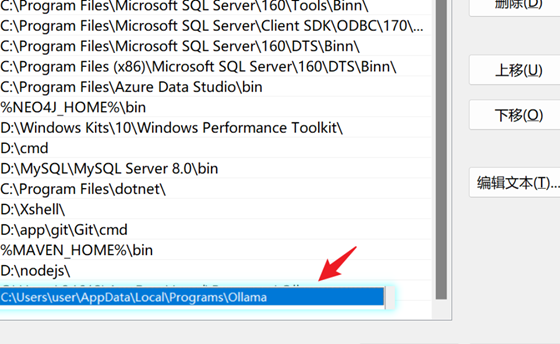 C:\Program Files\Microsoft SQL Server\160\Tools\Binn\
C:\Program Files\Microsoft SQL Server\Client SDK\ODBC\170\...
C:\Program Files\Microsoft SQL Server\160\DTS\Binn\
C:\Program Files (x86)\Microsoft SQL Server\160\DTS\Binn\
C:\Program Files\Azure Data Studio\bin
%NEO4J_HOME%\bin
D:\Windows Kits\10\Windows Performance Toolkit\
D:\cmd
D:\MySQL\MySQL Server 8.0\bin
C:\Program Files\dotnet\
D:\Xshell\
D:\app\git\Git\cmd
%MAVEN_HOME%\bin
D:\nodejs\
C:\Users\user\AppData\Local\Programs\Ollama
删除(D)
上移(U)
下移(O)
编辑文本(T)...